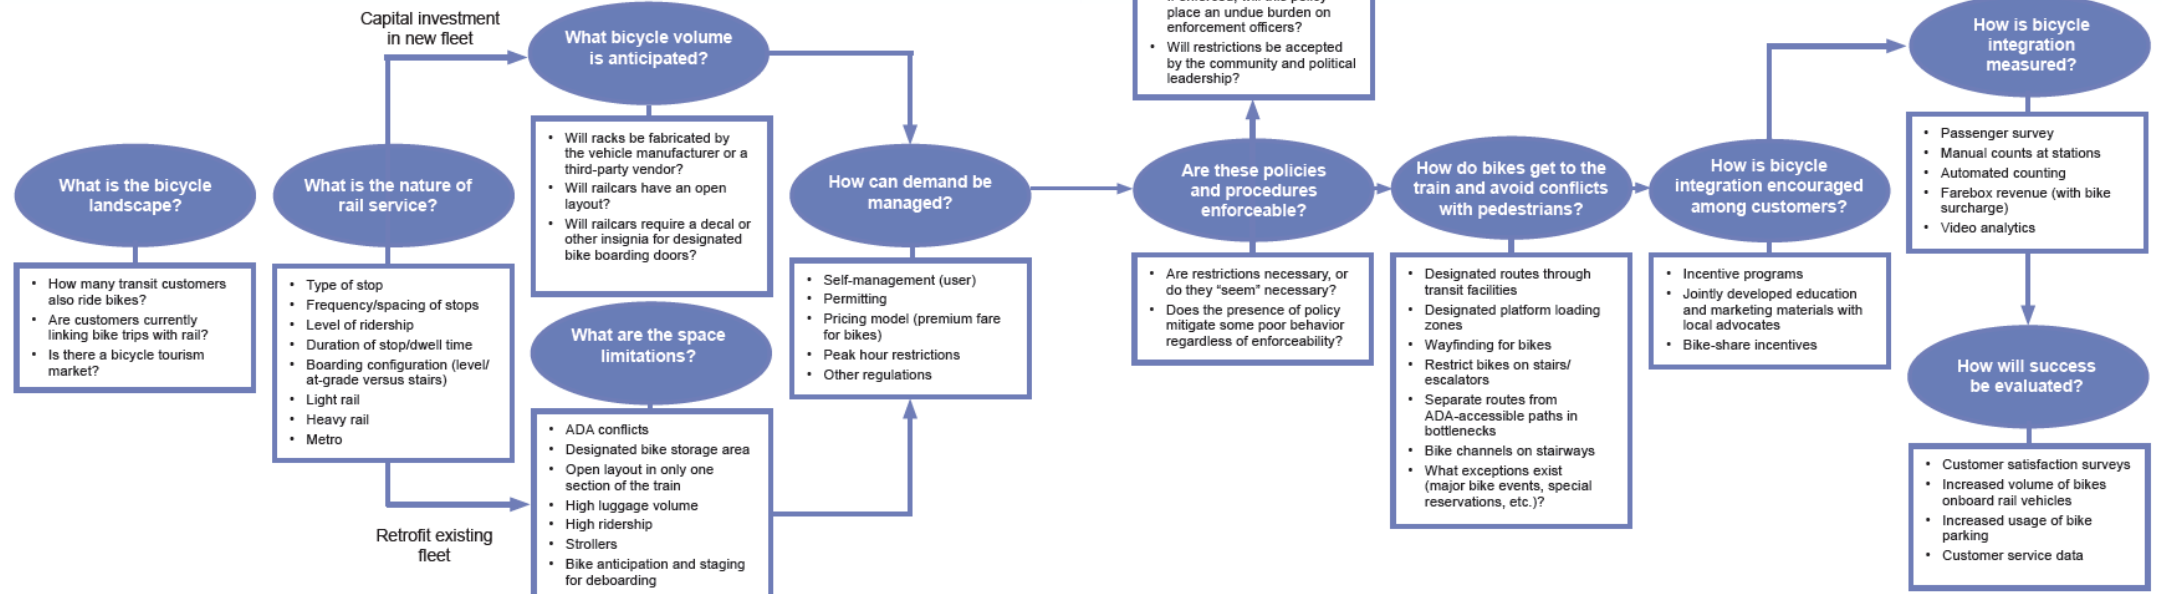 What is the bicycle
landscape?
• How many transit customers
also ride bikes?
• Are customers currently
linking bike trips with rail?
• Is there a bicycle tourism
market?
What is the nature of
rail service?
• Type of stop
• Frequency/spacing of stops
• Level of ridership
• Duration of stop/dwell time
• Boarding configuration (level/
at-grade versus stairs)
• Light rail
• Heavy rail
• Metro
Capital investment
in new fleet
Retrofit existing
fleet
What bicycle volume
is anticipated?
• Will racks be fabricated by
the vehicle manufacturer or a
third-party vendor?
• Will railcars have an open
layout?
• Will railcars require a decal or
other insignia for designated
bike boarding doors?
What are the space
limitations?
• ADA conflicts
• Designated bike storage area
• Open layout in only one
section of the train
• High luggage volume
• High ridership
• Strollers
• Bike anticipation and staging
for deboarding
How can demand be
managed?
• Self-management (user)
• Permitting
• Pricing model (premium fare
for bikes)
• Peak hour restrictions
• Other regulations
will this policy
place an undue burden on
enforcement officers?
• Will restrictions be accepted
by the community and political
leadership?
Are these policies
and procedures
enforceable?
• Are restrictions necessary, or
do they “seem” necessary?
• Does the presence of policy
mitigate some poor behavior
regardless of enforceability?
How do bikes get to the
train and avoid conflicts
with pedestrians?
• Designated routes through
transit facilities
• Designated platform loading
zones
• Wayfinding for bikes
• Restrict bikes on stairs/
escalators
• Separate routes from
ADA-accessible paths in
bottlenecks
• Bike channels on stairways
• What exceptions exist
(major bike events, special
reservations, etc.)?
How is bicycle
integration encouraged
among customers?
• Incentive programs
• Jointly developed education
and marketing materials with
local advocates
• Bike-share incentives
How is bicycle
integration
measured?
• Passenger survey
• Manual counts at stations
• Automated counting
• Farebox revenue (with bike
surcharge)
• Video analytics
How will success
be evaluated?
• Customer satisfaction surveys
• Increased volume of bikes
onboard rail vehicles
• Increased usage of bike
parking
• Customer service data